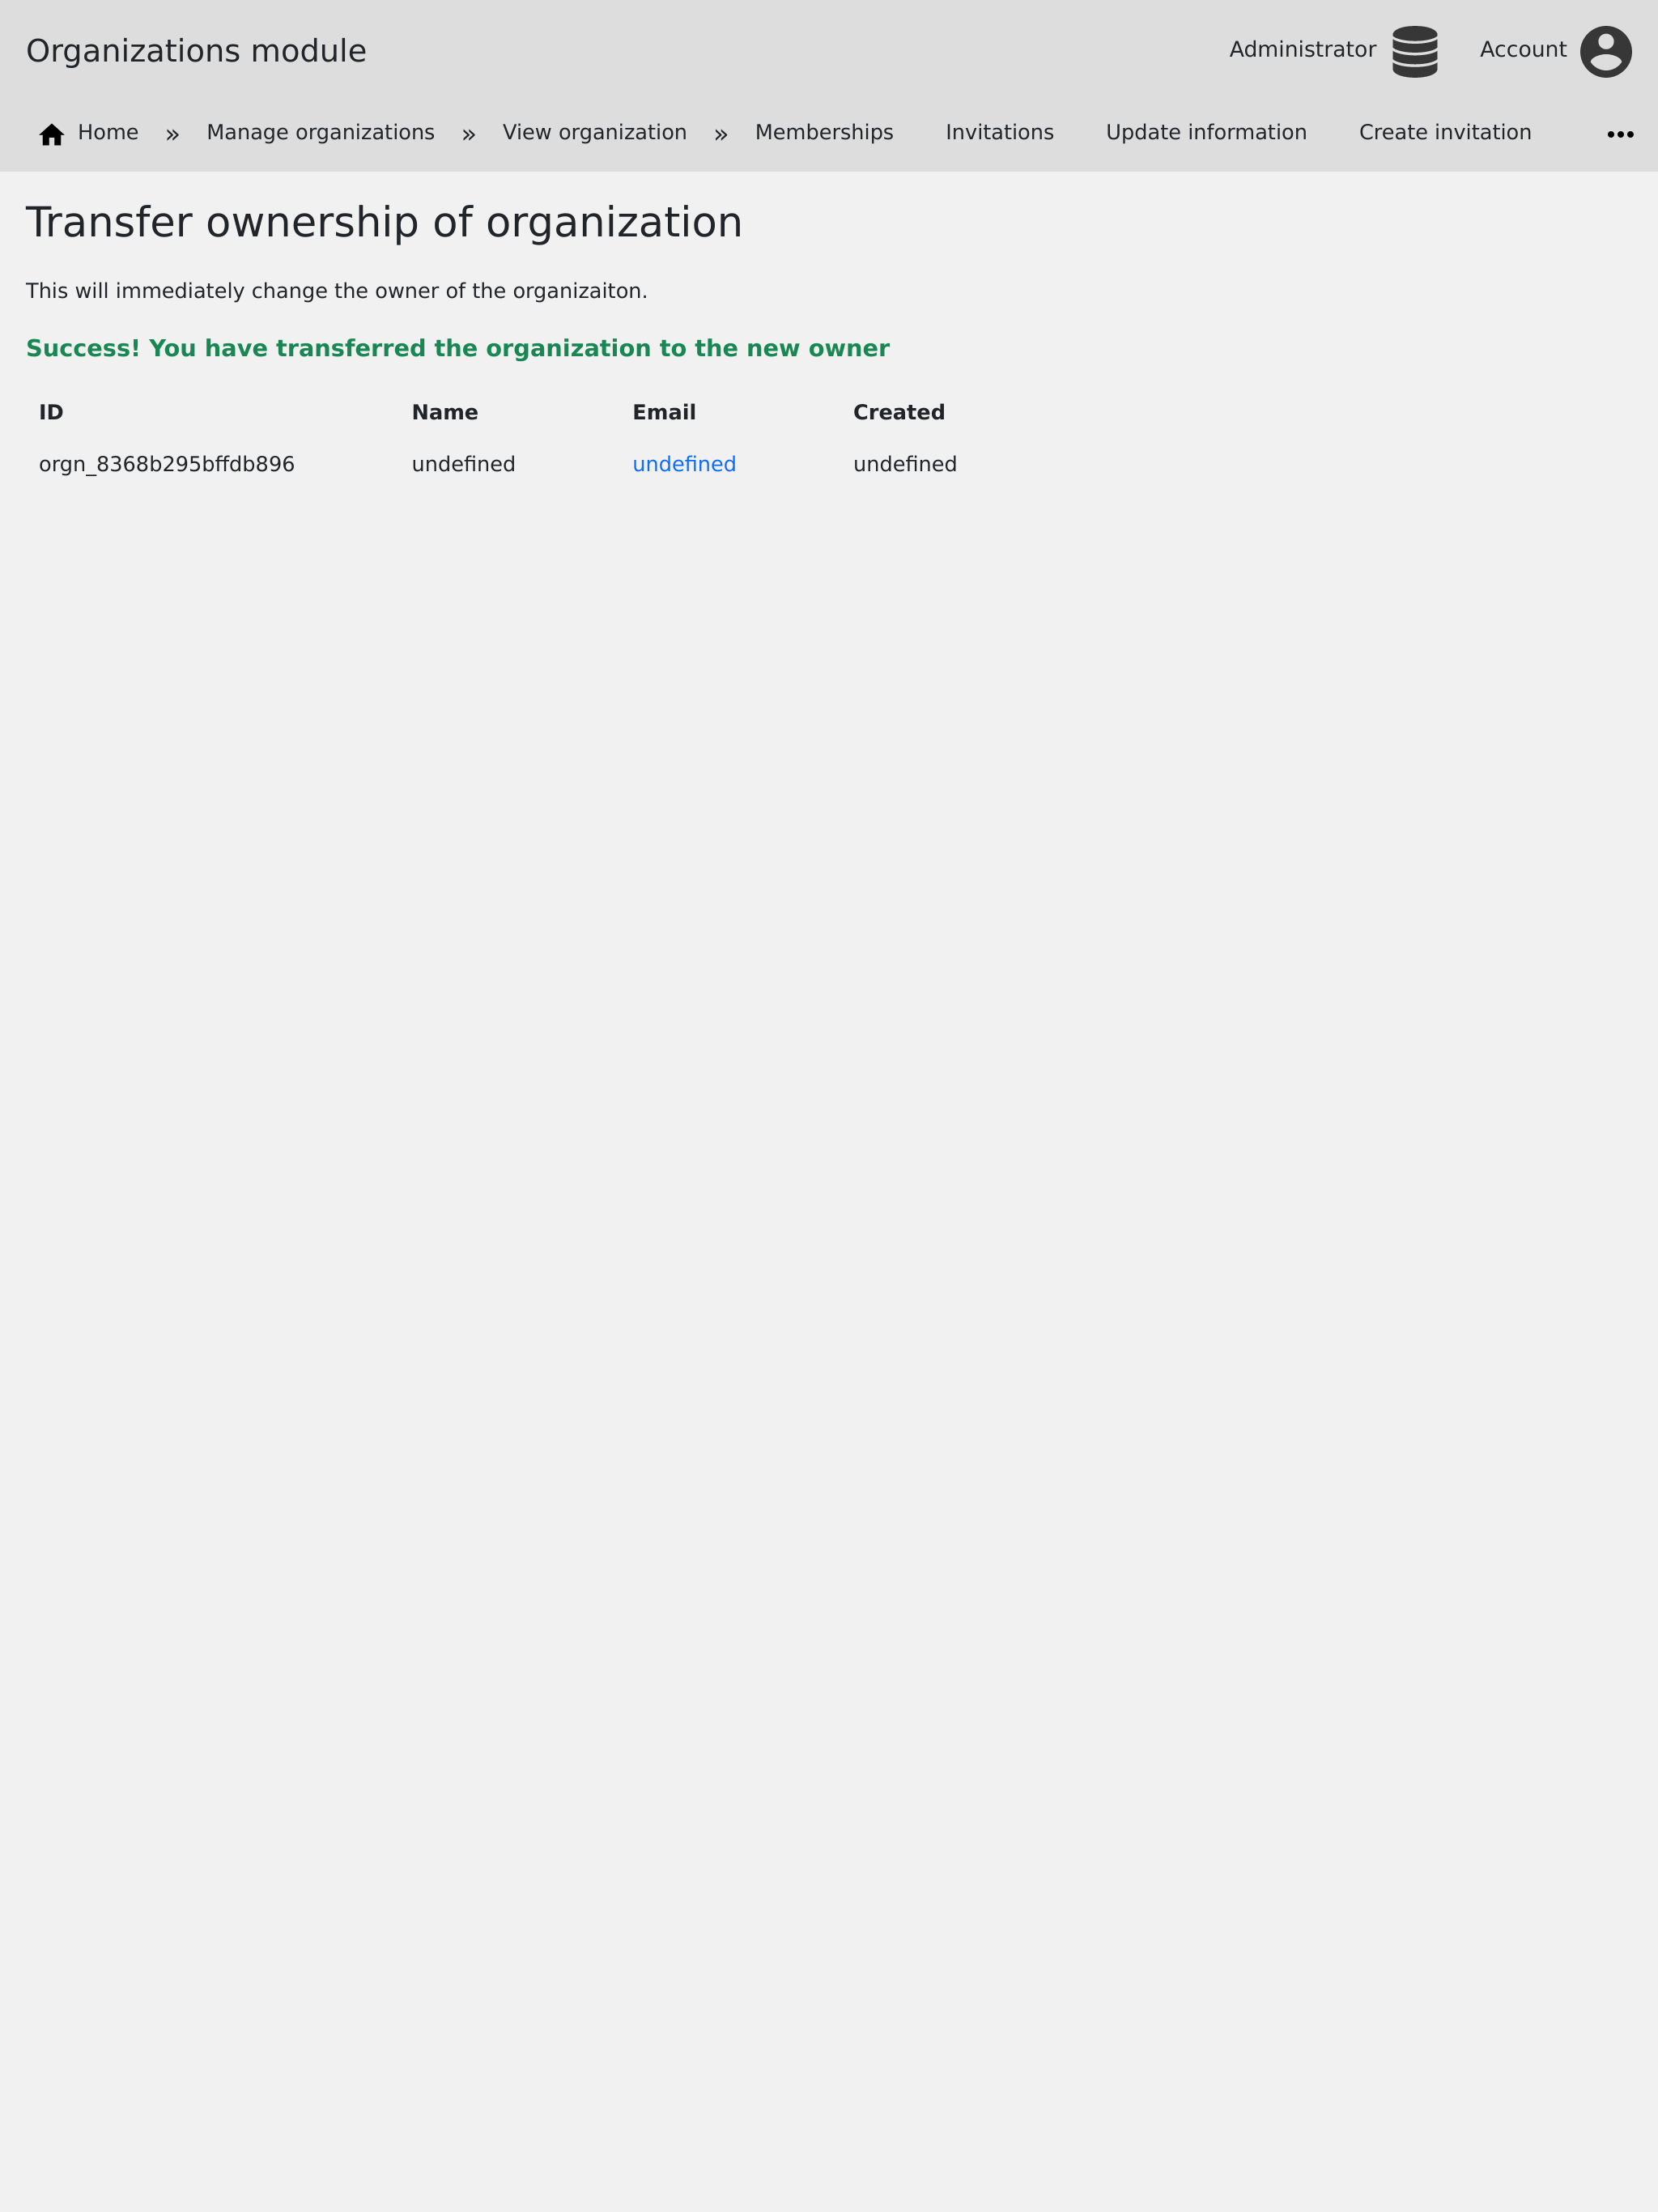 Organizations module
Administrator
Account
Home » Manage organizations » View organization » Memberships Invitations Update information Create invitation •••
Transfer ownership of organization
This will immediately change the owner of the organizaiton.
Success! You have transferred the organization to the new owner
ID Name Email Created
orgn_8368b295bffdb896 undefined undefined undefined